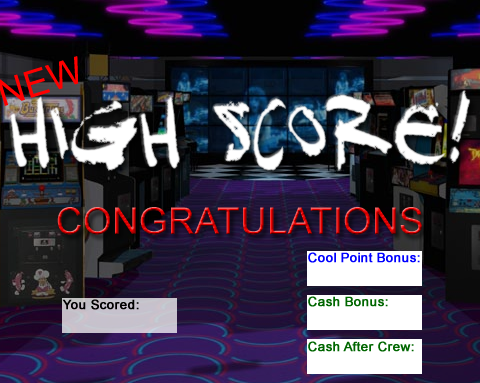 NEW
HIGH SCORE!
CONGRATULATIONS
Cool Point Bonus:
You Scored:
Cash Bonus:
Cash After Crew: